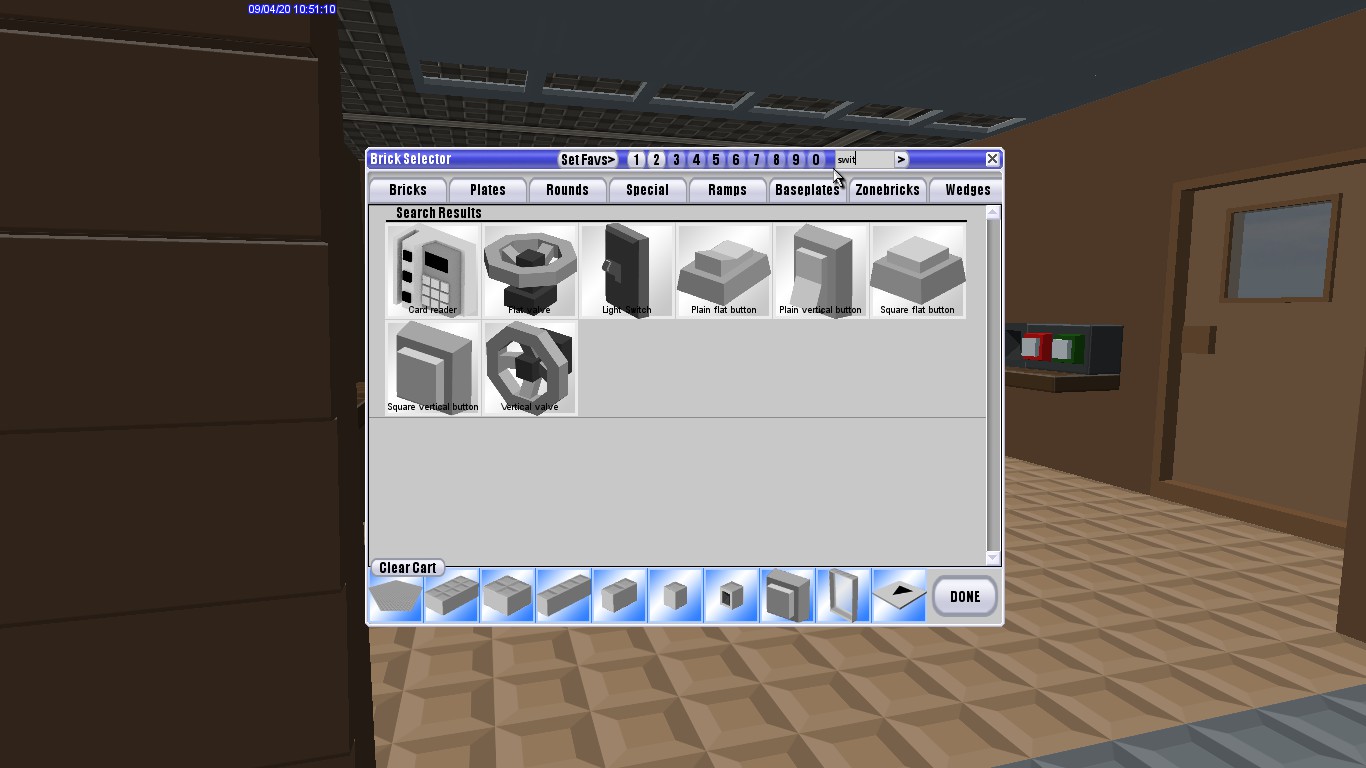 09/04/20 10:51:10
Brick Selector Set Favs> 1 2 3 4 5 6 7 8 9 0 swit >
Bricks Plates Rounds Special Ramps Baseplates Zonebricks Wedges
Search Results
Card reader Flat valve Light Switch Plain flat button Plain vertical button Square flat button
Square vertical button Vertical valve
Clear Cart
DONE